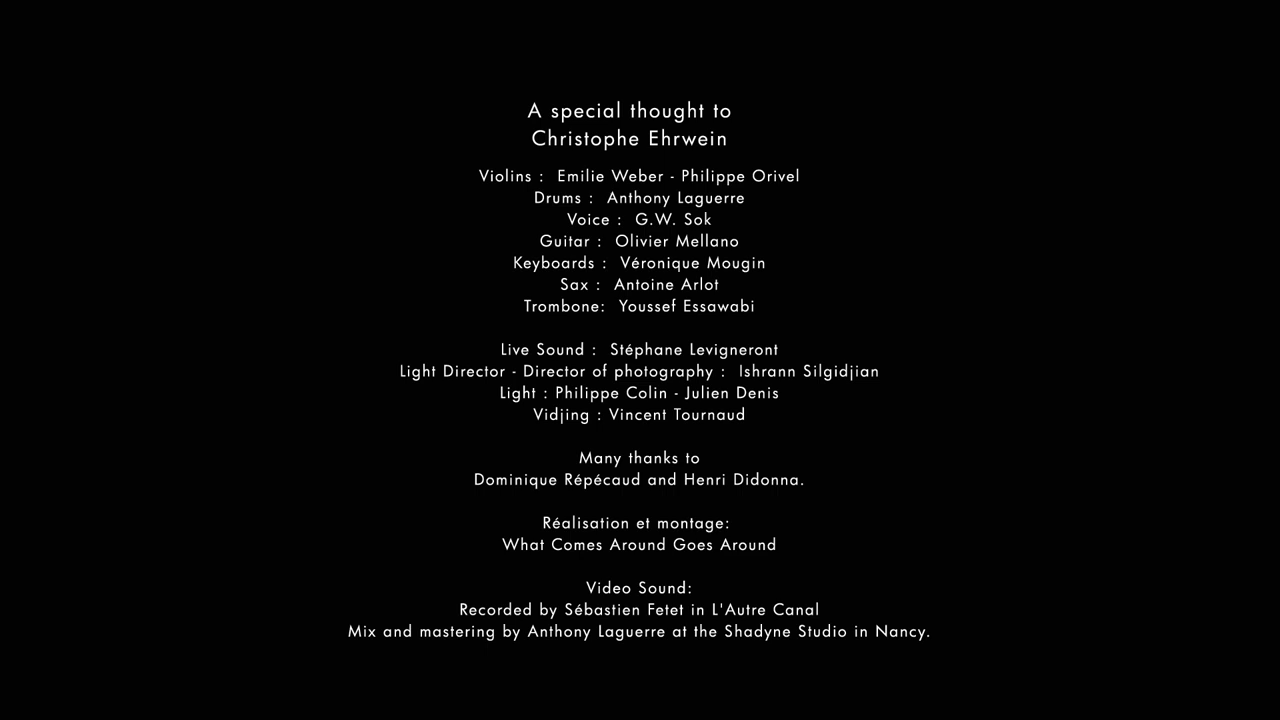 A special thought to
Christophe Ehrwein
Violins : Emilie Weber - Philippe Orivel
Drums : Anthony Laguerre
Voice : G.W. Sok
Guitar : Olivier Mellano
Keyboards : Véronique Mougin
Sax : Antoine Arlot
Trombone: Youssef Essawabi
Live Sound : Stéphane Levigneront
Light Director - Director of photography : Ishrann Silgidjian
Light : Philippe Colin - Julien Denis
Vidjing : Vincent Tournaud
Many thanks to
Dominique Répécaud and Henri Didonna.
Réalisation et montage:
What Comes Around Goes Around
Video Sound:
Recorded by Sébastien Fetet in L'Autre Canal
Mix and mastering by Anthony Laguerre at the Shadyne Studio in Nancy.